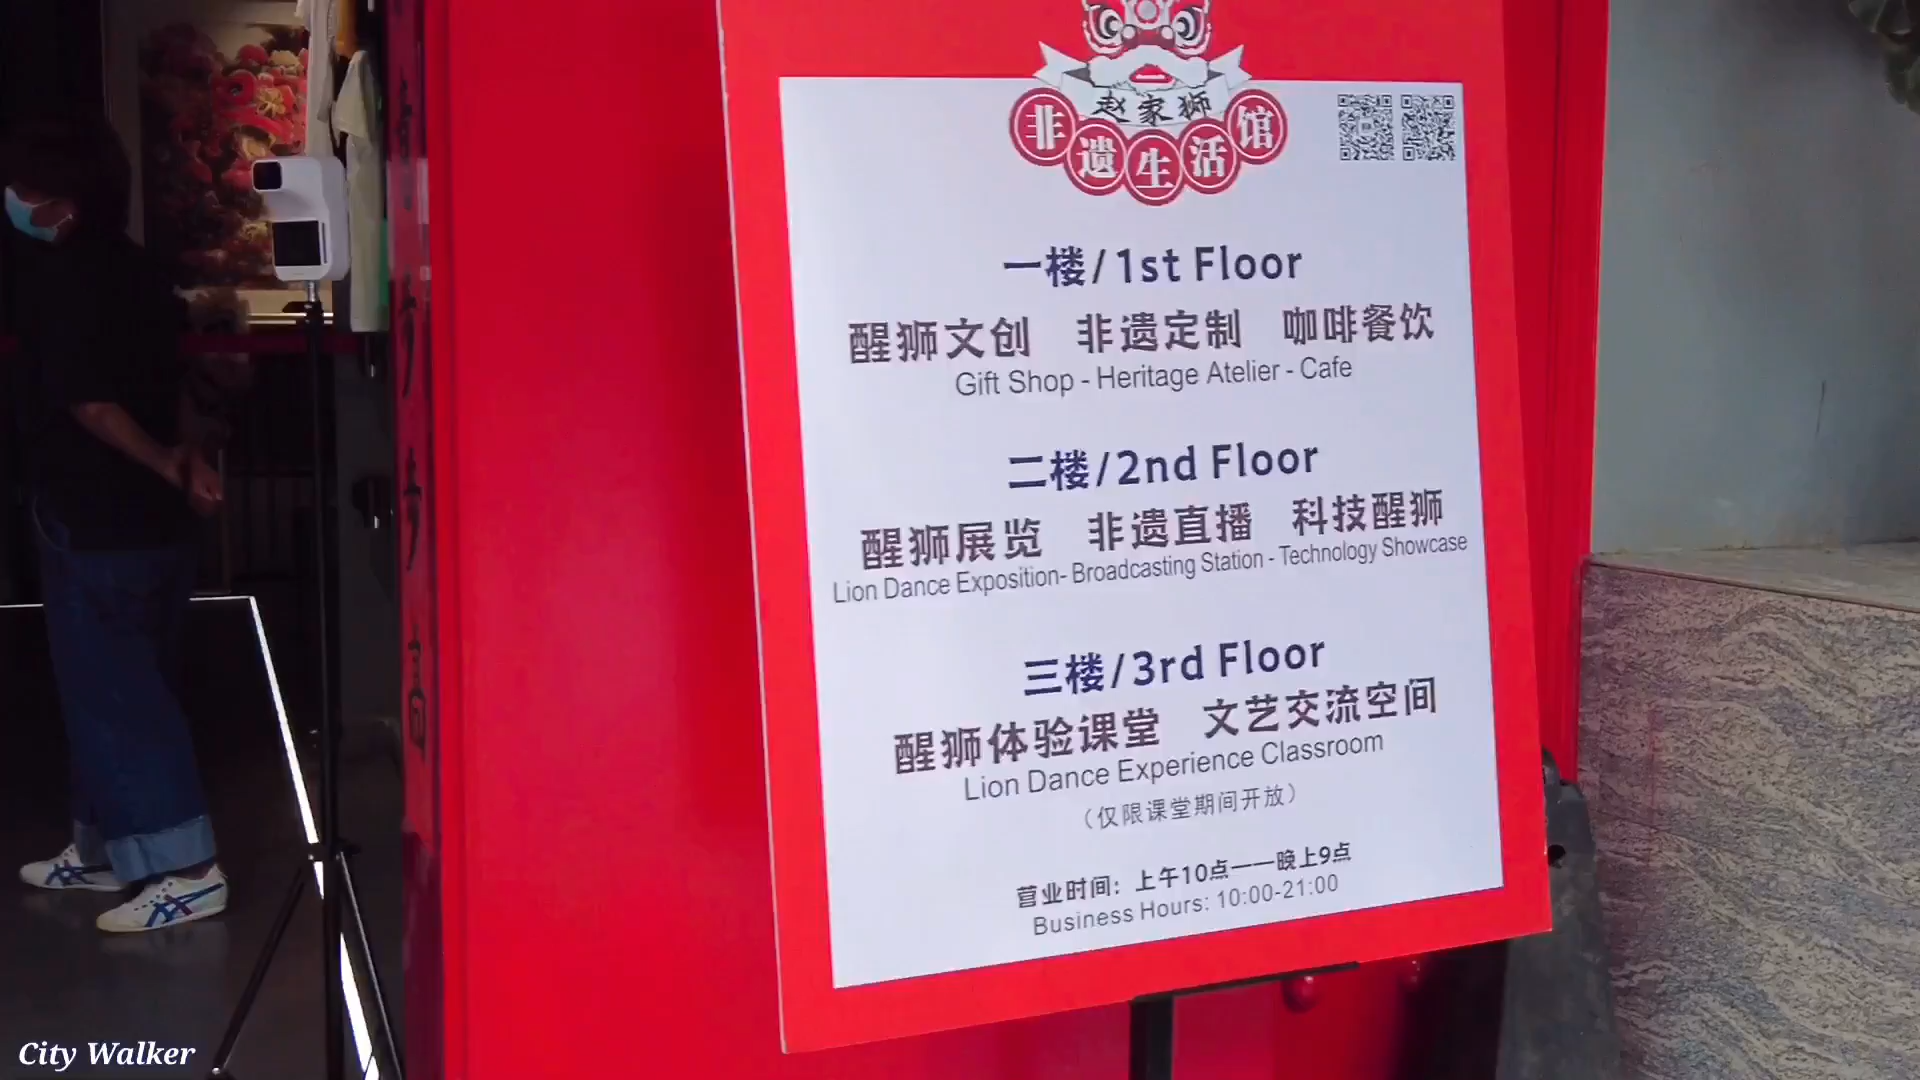 赵家狮
非遗生活馆
一楼/1st Floor
醒狮文创 非遗定制 咖啡餐饮
Gift Shop - Heritage Atelier - Cafe
二楼/2nd Floor
醒狮展览 非遗直播 科技醒狮
Lion Dance Exposition- Broadcasting Station - Technology Showcase
三楼/3rd Floor
醒狮体验课堂 文艺交流空间
Lion Dance Experience Classroom
（仅限课堂期间开放）
营业时间：上午10点——晚上9点
Business Hours: 10:00-21:00
City Walker